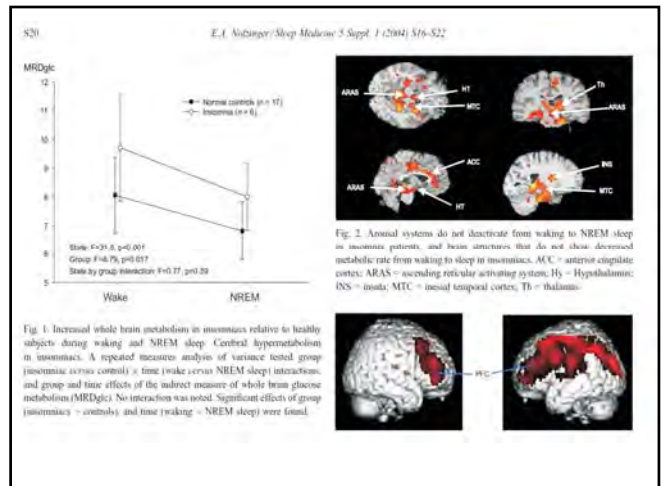 S20
E.A. Nofzinger / Sleep Medicine 5 Suppl. 1 (2004) S16–S22
MRDglc
12
11
10
9
8
7
6
5
Normal controls (n = 17)
Insomnia (n = 6)
State: F=31.8, p<0.001
Group: F=6.79, p=0.017
State by group interaction: F=0.77, p=0.39
Wake
NREM
Fig. 1. Increased whole brain metabolism in insomniacs relative to healthy
subjects during waking and NREM sleep. Cerebral hypermetabolism
in insomniacs. A repeated measures analysis of variance tested group
(insomniac versus control) x time (wake versus NREM sleep) interactions,
and group and time effects of the indirect measure of whole brain glucose
metabolism (MRDglc). No interaction was noted. Significant effects of group
(insomniacs > controls), and time (waking > NREM sleep) were found.
ARAS
HT
MTC
Th
ARAS
ACC
ARAS
HT
INS
MTC
Fig. 2. Arousal systems do not deactivate from waking to NREM sleep
in insomnia patients, and brain structures that do not show decreased
metabolic rate from waking to sleep in insomniacs. ACC = anterior cingulate
cortex; ARAS = ascending reticular activating system; Hy = Hypothalamus;
INS = insula; MTC = mesial temporal cortex; Th = thalamus.
PFC